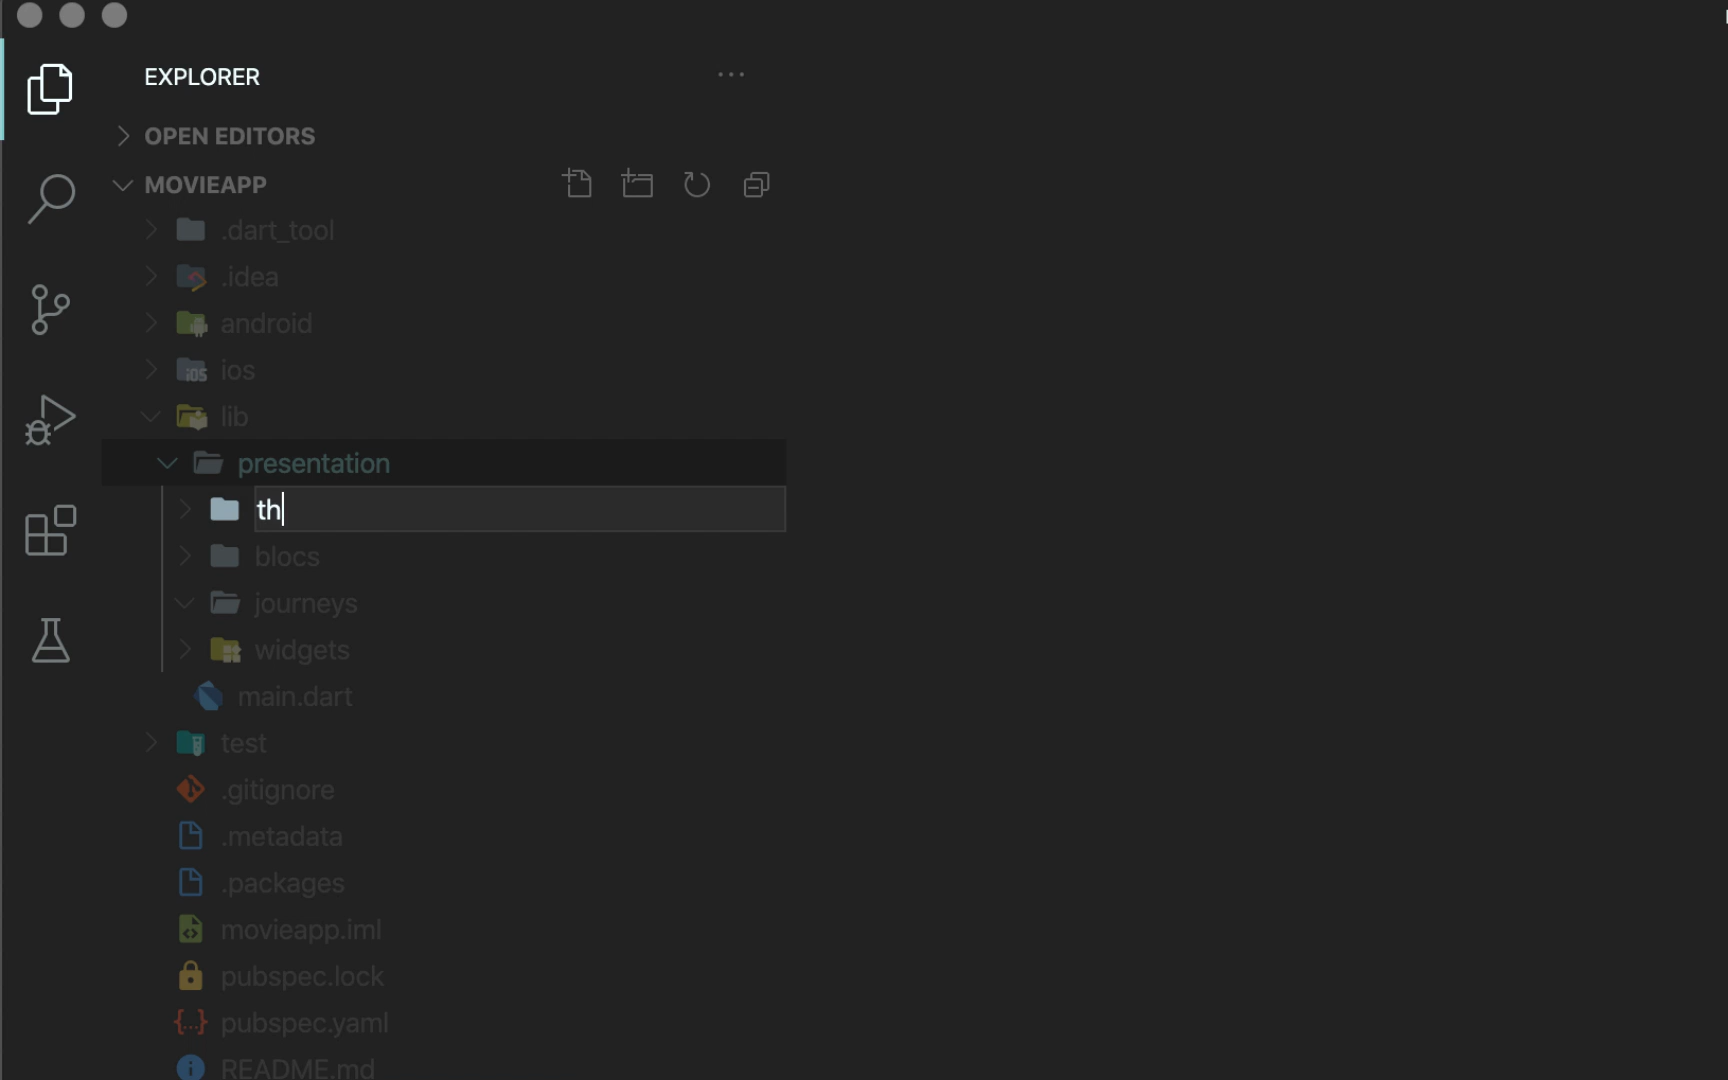 EXPLORER
OPEN EDITORS
MOVIEAPP
.dart_tool
.idea
android
iOS ios
lib
presentation
th
blocs
journeys
widgets
main.dart
test
.gitignore
.metadata
.packages
movieapp.iml
pubspec.lock
pubspec.yaml
README.md